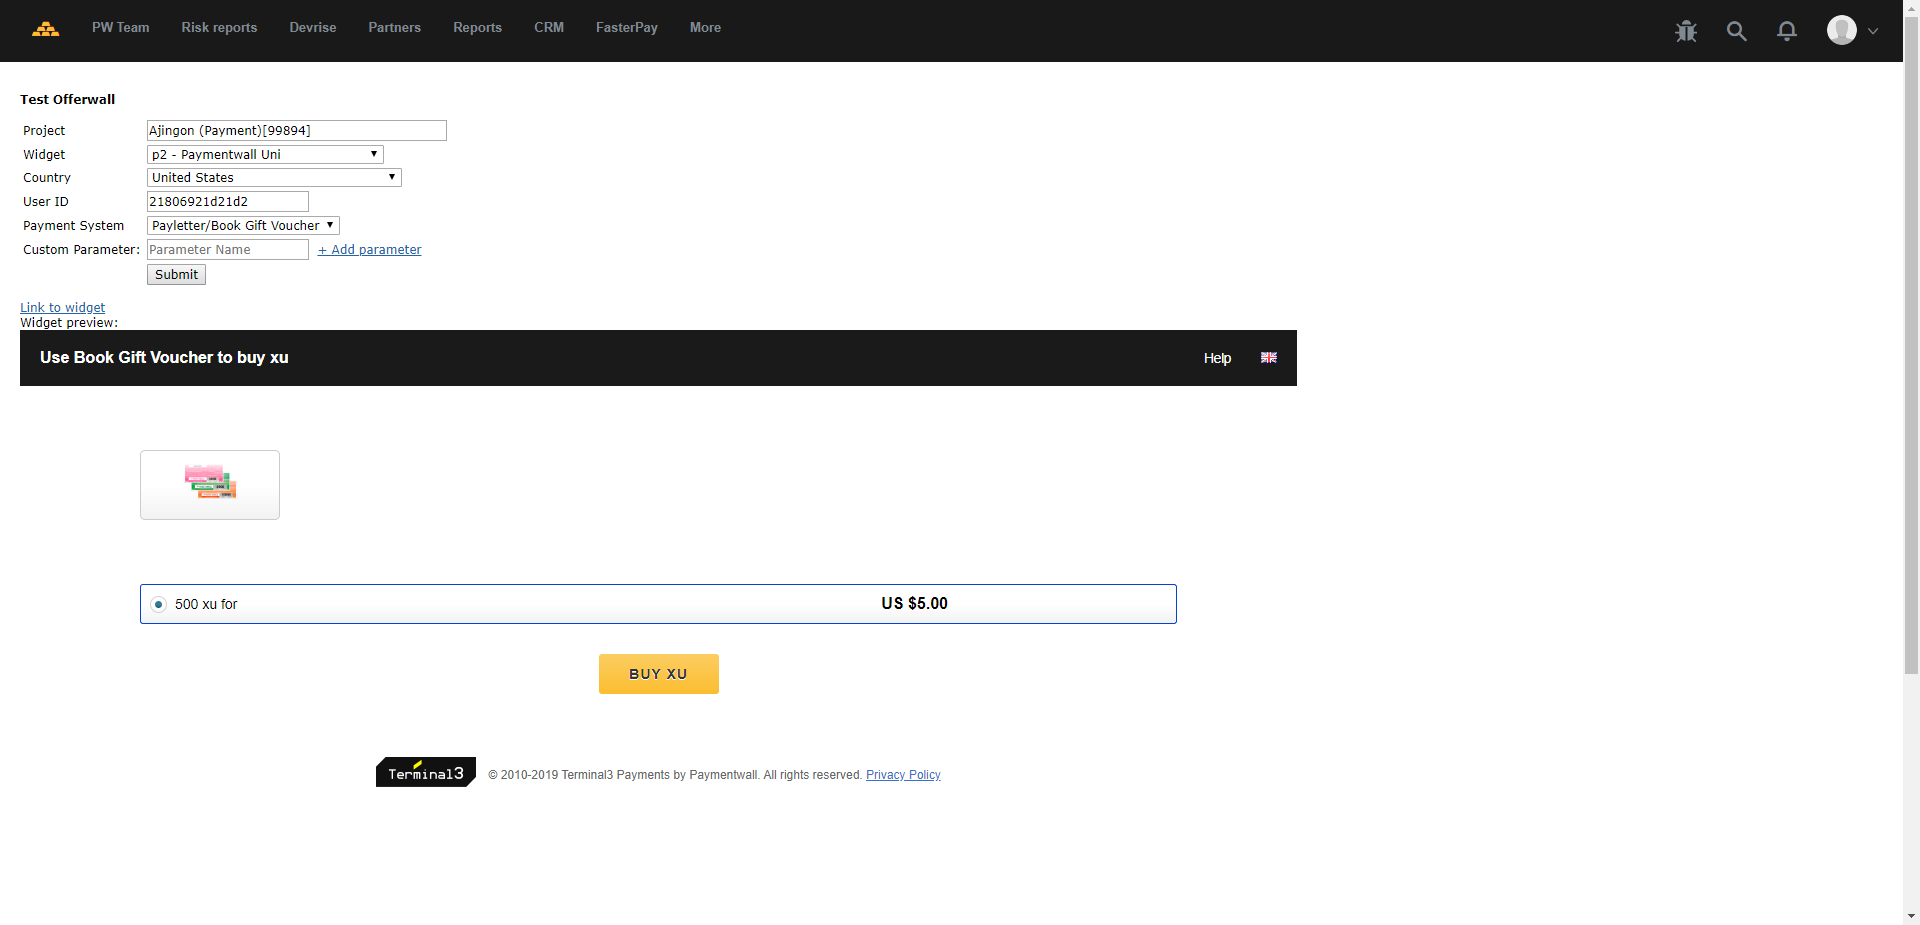 PW Team Risk reports Devrise Partners Reports CRM FasterPay More
Test Offerwall
Project Ajingon (Payment)[99894]
Widget p2 - Paymentwall Uni
Country United States
User ID 21806921d21d2
Payment System Payletter/Book Gift Voucher
Custom Parameter: Parameter Name + Add parameter
Submit
Link to widget
Widget preview:
Use Book Gift Voucher to buy xu Help
500 xu for US $5.00
BUY XU
Terminal3 © 2010-2019 Terminal3 Payments by Paymentwall. All rights reserved. Privacy Policy